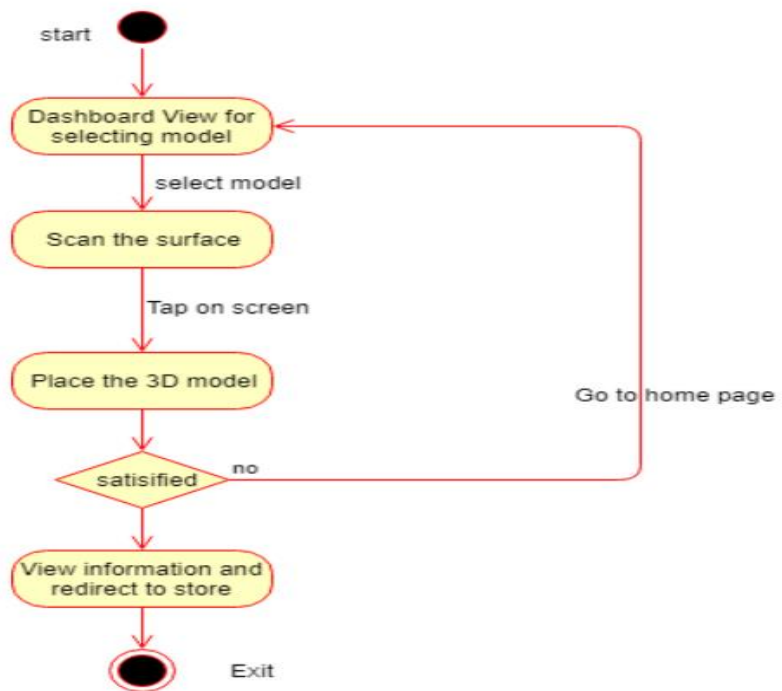 start
Dashboard View for
selecting model
select model
Scan the surface
Tap on screen
Place the 3D model
Go to home page
satisified
no
View information and
redirect to store
Exit